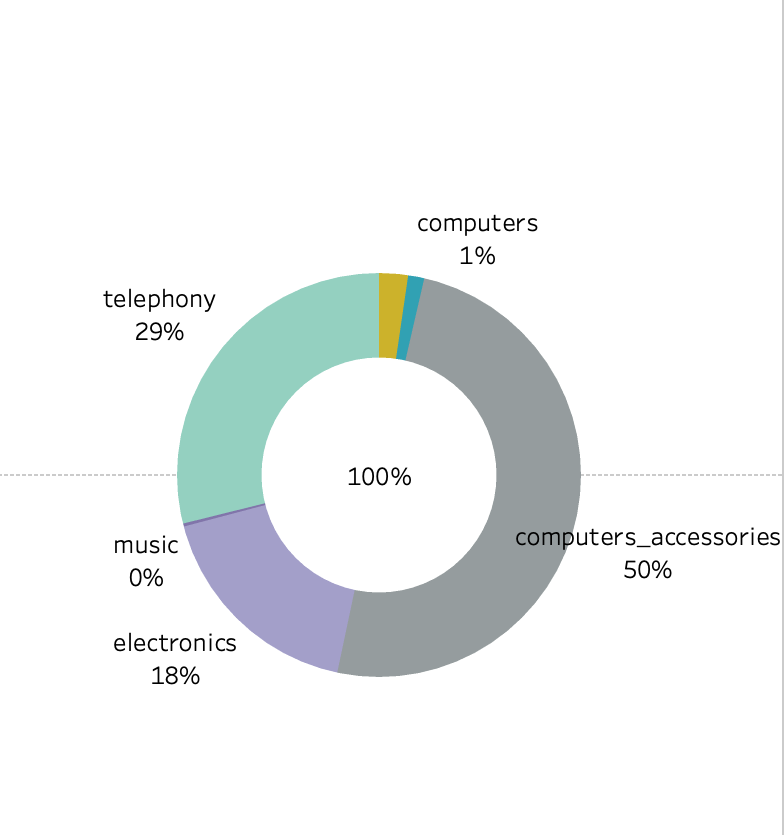 computers
1%
telephony
29%
100%
computers_accessories
50%
music
0%
electronics
18%